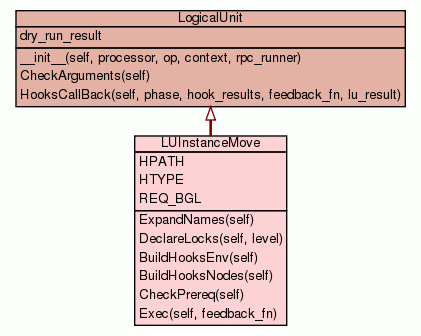 LogicalUnit
dry_run_result
__init__(self, processor, op, context, rpc_runner)
CheckArguments(self)
HooksCallBack(self, phase, hook_results, feedback_fn, lu_result)
LUInstanceMove
HPATH
HTYPE
REQ_BGL
ExpandNames(self)
DeclareLocks(self, level)
BuildHooksEnv(self)
BuildHooksNodes(self)
CheckPrereq(self)
Exec(self, feedback_fn)